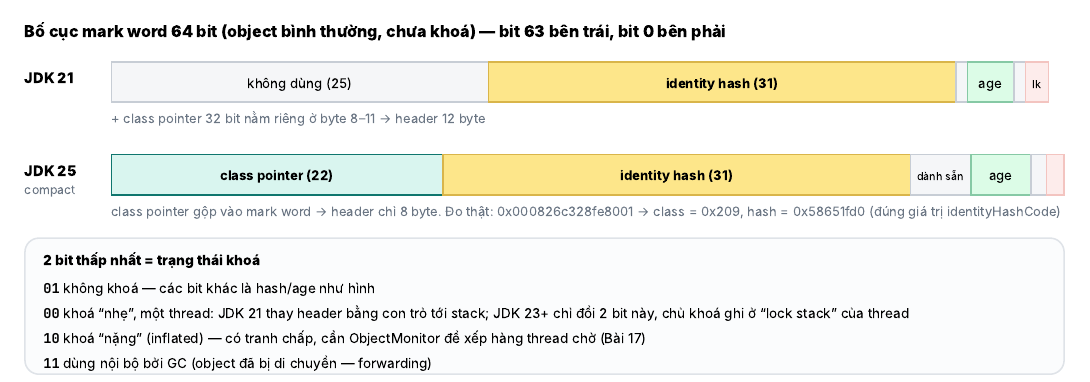 Bố cục mark word 64 bit (object bình thường, chưa khoá) — bit 63 bên trái, bit 0 bên phải
JDK 21
không dùng (25)
identity hash (31)
age
lk
+ class pointer 32 bit nằm riêng ở byte 8–11 → header 12 byte
JDK 25
compact
class pointer (22)
identity hash (31)
dành sẵn
age
class pointer gộp vào mark word → header chỉ 8 byte. Đo thật: 0x000826c328fe8001 → class = 0x209, hash = 0x58651fd0 (đúng giá trị identityHashCode)
2 bit thấp nhất = trạng thái khoá
01 không khoá — các bit khác là hash/age như hình
00 khoá “nhẹ”, một thread: JDK 21 thay header bằng con trỏ tới stack; JDK 23+ chỉ đổi 2 bit này, chủ khoá ghi ở “lock stack” của thread
10 khoá “nặng” (inflated) — có tranh chấp, cần ObjectMonitor để xếp hàng thread chờ (Bài 17)
11 dùng nội bộ bởi GC (object đã bị di chuyển — forwarding)